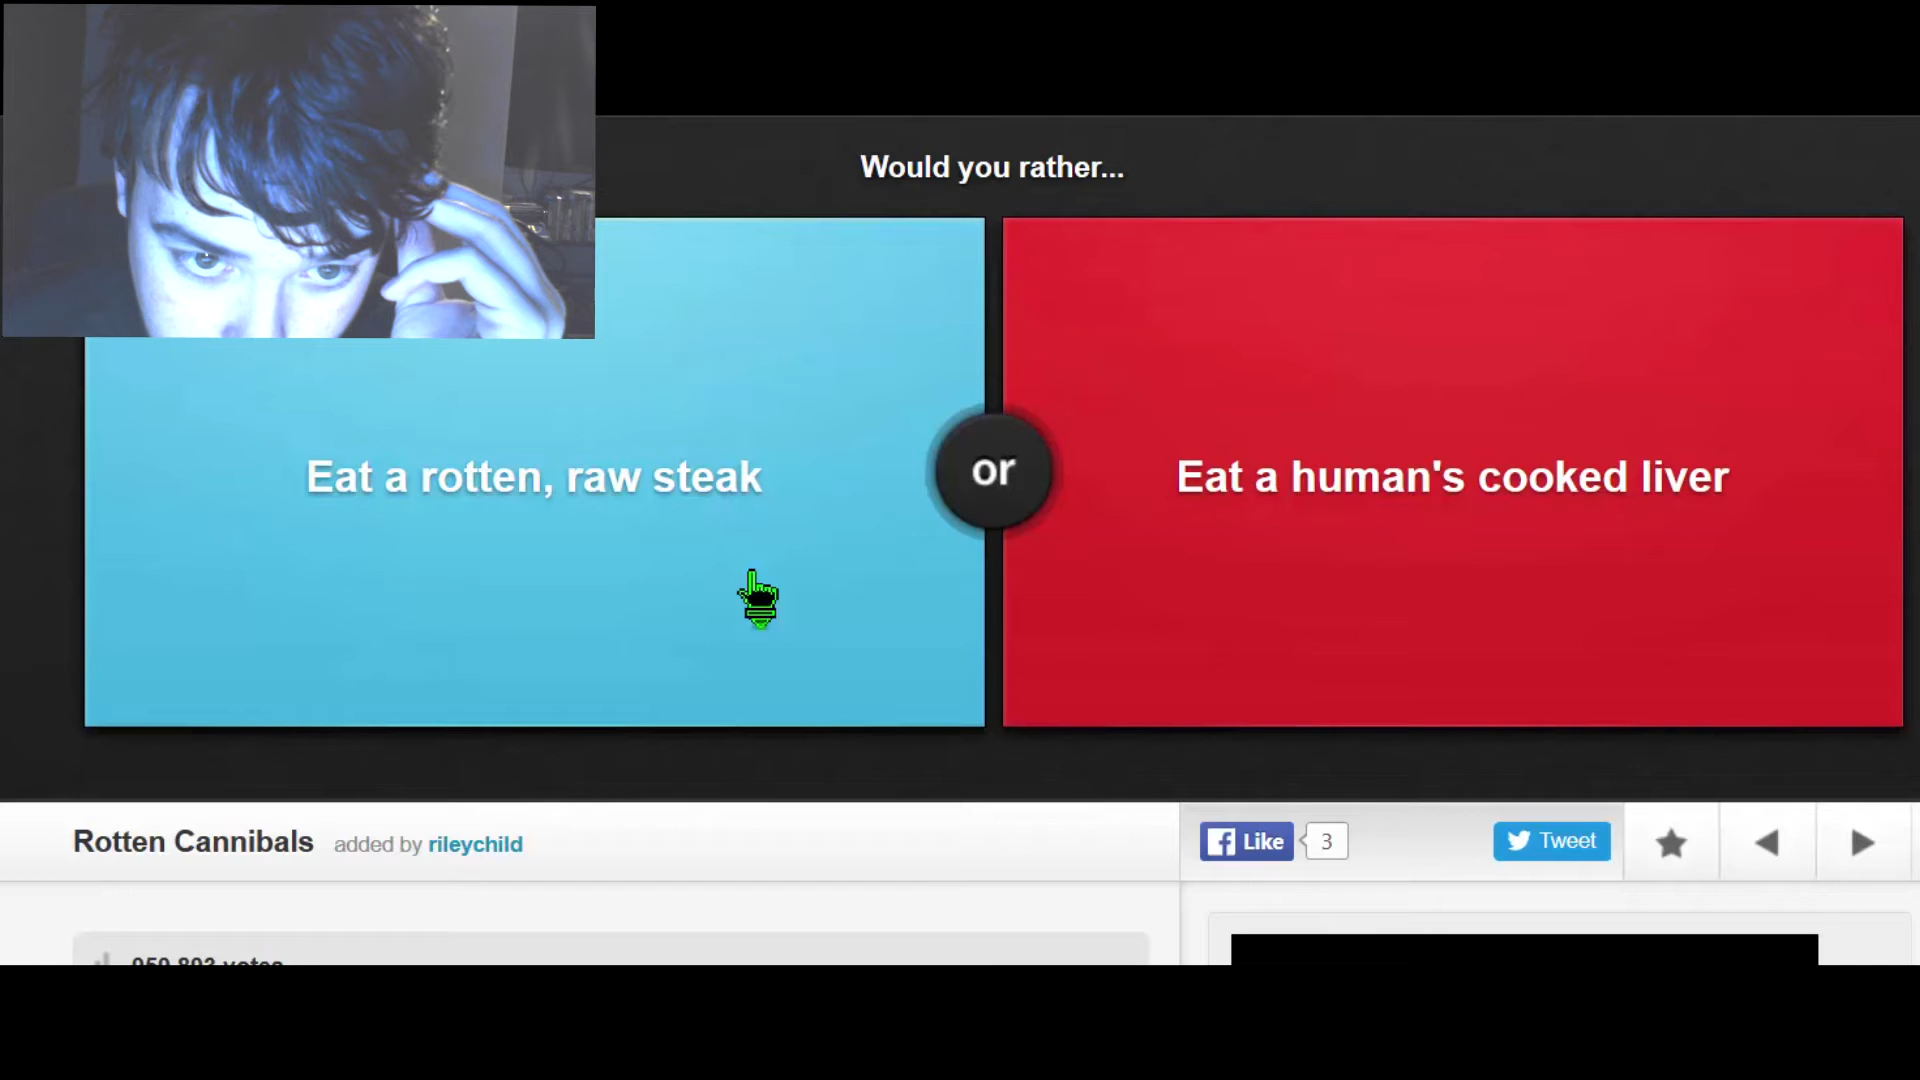 Would you rather...
Eat a rotten, raw steak
or
Eat a human's cooked liver
Rotten Cannibals added by rileychild
Like 3
Tweet
votes